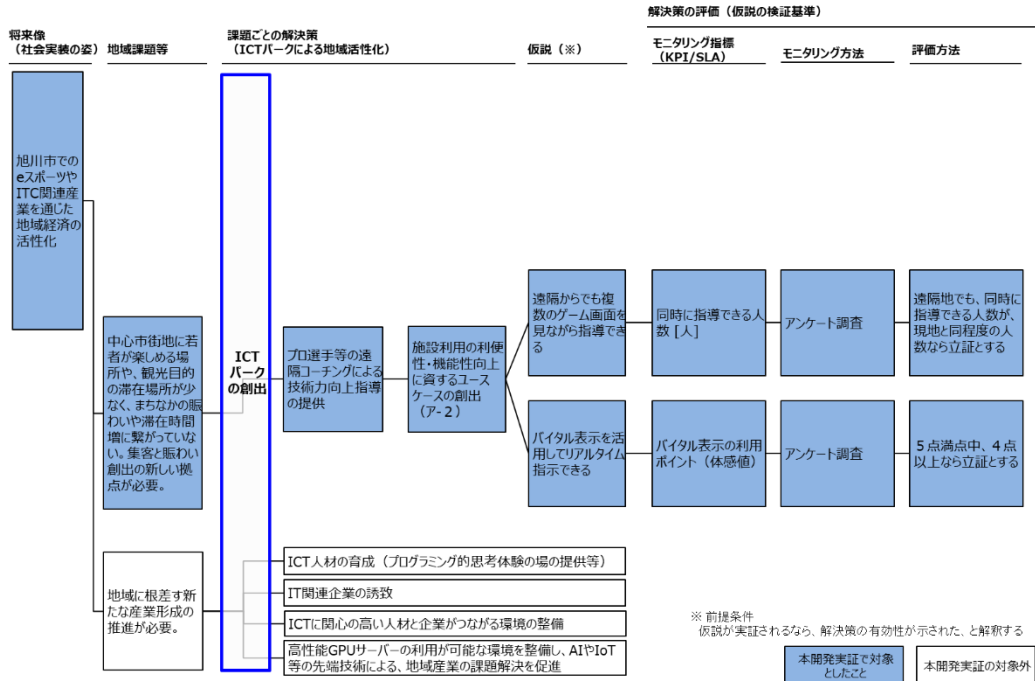 解決策の評価（仮説の検証基準）
将来像
（社会実装の姿）
地域課題等
課題ごとの解決策
（ICTパークによる地域活性化）
仮説（※）
モニタリング指標
（KPI/SLA）
モニタリング方法
評価方法
旭川市での
eスポーツや
ITC関連産
業を通じた
地域経済の
活性化
中心市街地に若
者が楽しめる場
所や、観光目的
の滞在場所が少
なく、まちなかの賑
わいや滞在時間
増に繋がっていな
い。集客と賑わい
創出の新しい拠
点が必要。
ICT
パーク
の創出
プロ選手等の遠
隔コーチングによる
技術力向上指導
の提供
施設利用の利便
性・機能性向上
に資するユース
ケースの創出
（ア-２）
遠隔からでも複
数のゲーム画面を
見ながら指導でき
る
同時に指導できる人
数 [人]
アンケート調査
遠隔地でも、同時に
指導できる人数が、
現地と同程度の人
数なら立証とする
バイタル表示を活
用してリアルタイム
指示できる
バイタル表示の利用
ポイント（体感値）
アンケート調査
５点満点中、４点
以上なら立証とする
地域に根差す新
たな産業形成の
推進が必要。
ICT人材の育成（プログラミング的思考体験の場の提供等）
IT関連企業の誘致
ICTに関心の高い人材と企業がつながる環境の整備
高性能GPUサーバーの利用が可能な環境を整備し、AIやIoT
等の先端技術による、地域産業の課題解決を促進
※ 前提条件
仮説が実証されるなら、解決策の有効性が示された、と解釈する
本開発実証で対象
としたこと
本開発実証の対象外